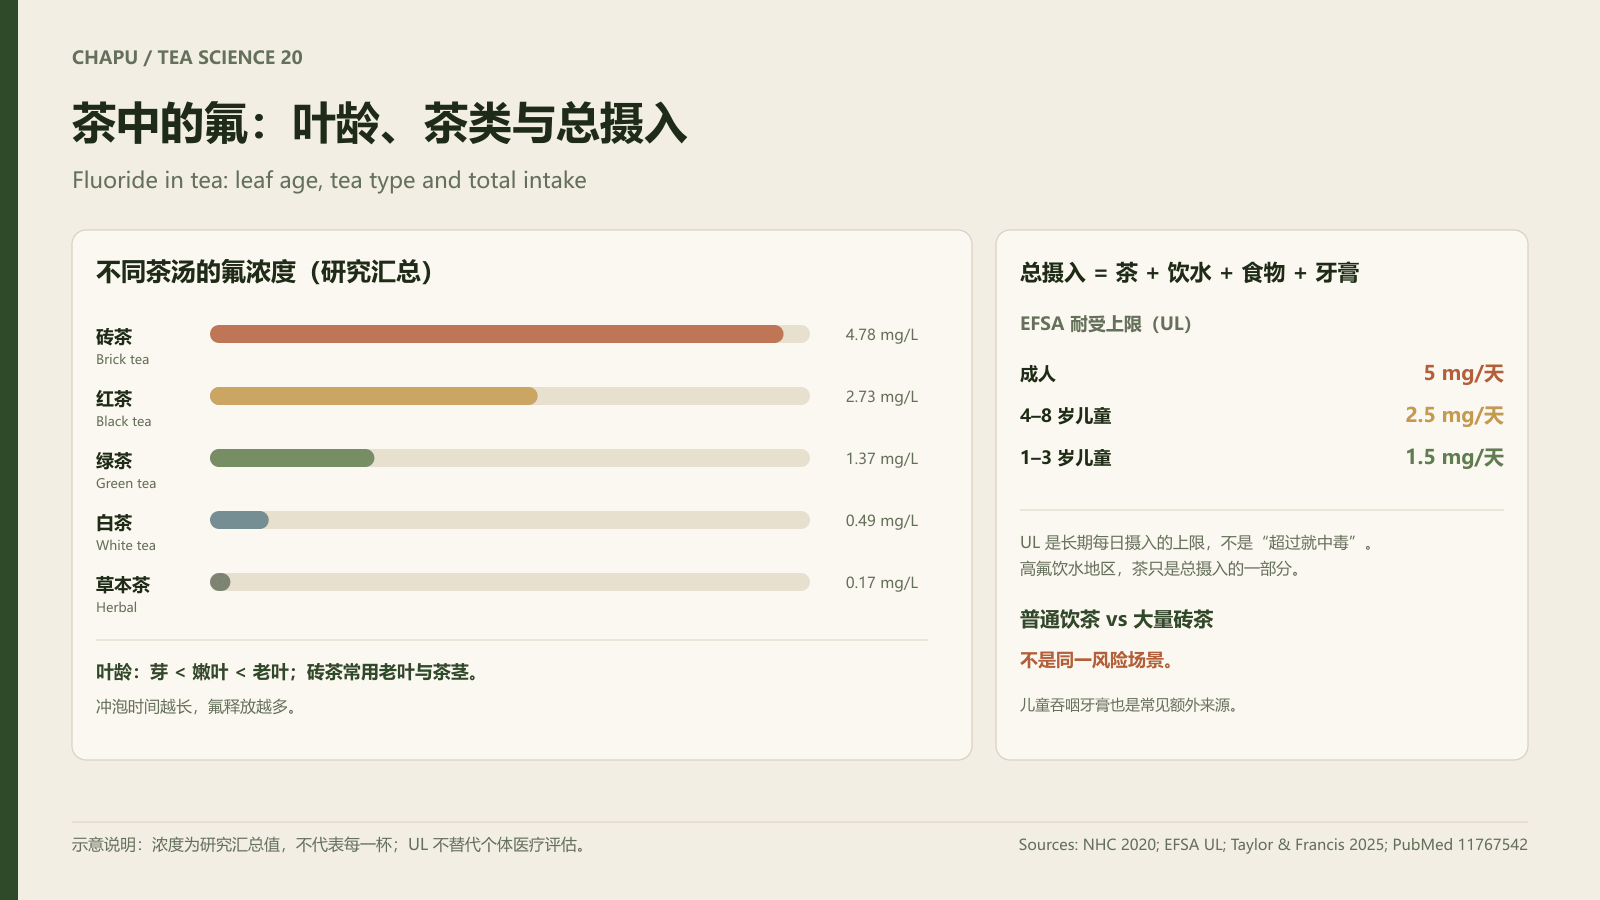 CHAPU / TEA SCIENCE 20
茶中的氟：叶龄、茶类与总摄入
Fluoride in tea: leaf age, tea type and total intake
不同茶汤的氟浓度（研究汇总）
砖茶
Brick tea
4.78 mg/L
红茶
Black tea
2.73 mg/L
绿茶
Green tea
1.37 mg/L
白茶
White tea
0.49 mg/L
草本茶
Herbal
0.17 mg/L
叶龄：芽 < 嫩叶 < 老叶；砖茶常用老叶与茶茎。
冲泡时间越长，氟释放越多。
总摄入 = 茶 + 饮水 + 食物 + 牙膏
EFSA 耐受上限（UL）
成人 5 mg/天
4–8 岁儿童 2.5 mg/天
1–3 岁儿童 1.5 mg/天
UL 是长期每日摄入的上限，不是“超过就中毒”。
高氟饮水地区，茶只是总摄入的一部分。
普通饮茶 vs 大量砖茶
不是同一风险场景。
儿童吞咽牙膏也是常见额外来源。
示意说明：浓度为研究汇总值，不代表每一杯；UL 不替代个体医疗评估。
Sources: NHC 2020; EFSA UL; Taylor & Francis 2025; PubMed 11767542